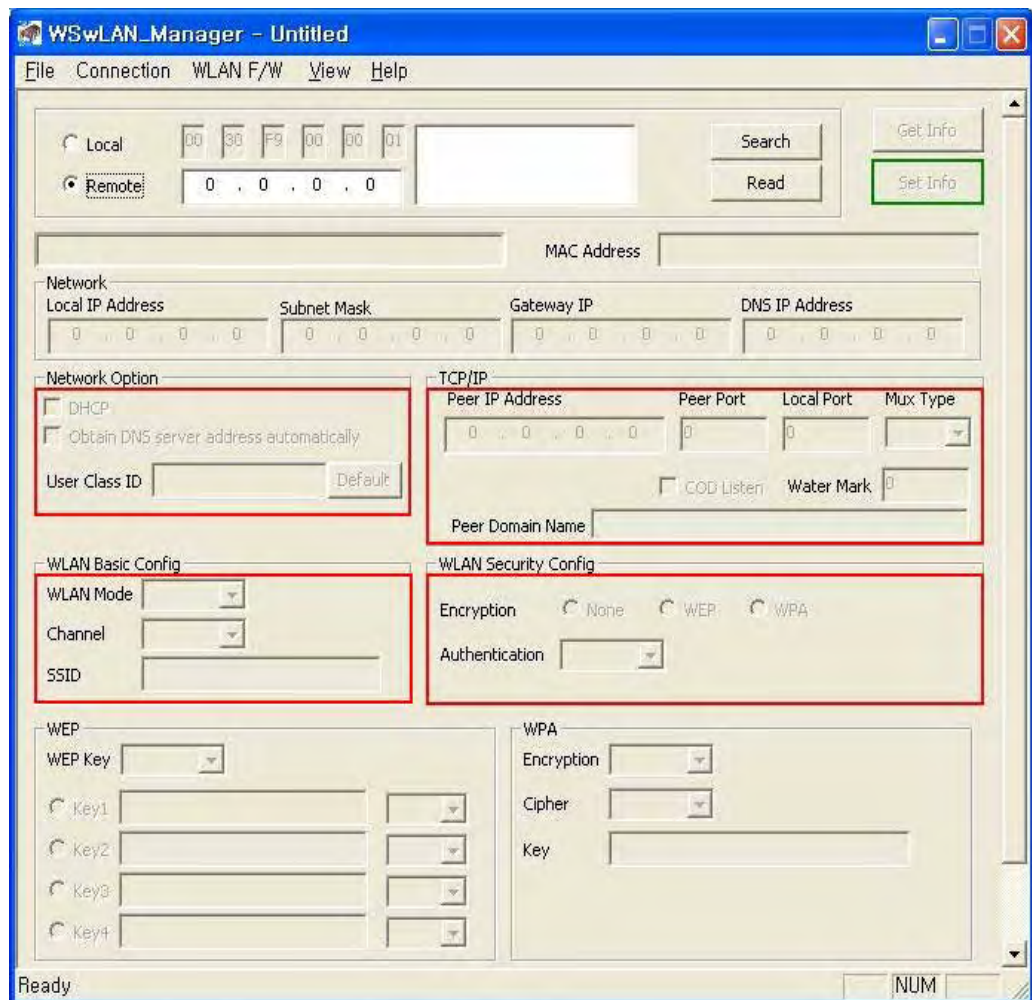 WSwLAN_Manager - Untitled
File Connection WLAN F/W View Help
Local 00 30 F9 00 00 01
Search
Get Info
Remote 0 . 0 . 0 . 0
Read
Set Info
MAC Address
Network
Local IP Address Subnet Mask Gateway IP DNS IP Address
0 . 0 . 0 . 0 0 . 0 . 0 . 0 0 . 0 . 0 . 0 0 . 0 . 0 . 0
Network Option
DHCP
Obtain DNS server address automatically
User Class ID Default
TCP/IP
Peer IP Address Peer Port Local Port Mux Type
0 . 0 . 0 . 0 0 0
COD Listen Water Mark 0
Peer Domain Name
WLAN Basic Config
WLAN Mode
Channel
SSID
WLAN Security Config
Encryption None WEP WPA
Authentication
WEP
WEP Key
Key1
Key2
Key3
Key4
WPA
Encryption
Cipher
Key
Ready NUM